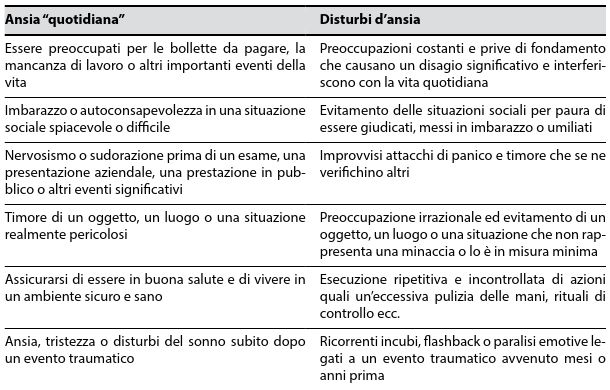 Ansia “quotidiana”
Disturbi d’ansia
Essere preoccupati per le bollette da pagare, la
mancanza di lavoro o altri importanti eventi della
vita
Preoccupazioni costanti e prive di fondamento
che causano un disagio significativo e interferi-
scono con la vita quotidiana
Imbarazzo o autoconsapevolezza in una situazione
sociale spiacevole o difficile
Evitamento delle situazioni sociali per paura di
essere giudicati, messi in imbarazzo o umiliati
Nervosismo o sudorazione prima di un esame, una
presentazione aziendale, una prestazione in pub-
blico o altri eventi significativi
Improvvisi attacchi di panico e timore che se ne
verifichino altri
Timore di un oggetto, un luogo o una situazione
realmente pericolosi
Preoccupazione irrazionale ed evitamento di un
oggetto, un luogo o una situazione che non rap-
presenta una minaccia o lo è in misura minima
Assicurarsi di essere in buona salute e di vivere in
un ambiente sicuro e sano
Esecuzione ripetitiva e incontrollata di azioni
quali un’eccessiva pulizia delle mani, rituali di
controllo ecc.
Ansia, tristezza o disturbi del sonno subito dopo
un evento traumatico
Ricorrenti incubi, flashback o paralisi emotive le-
gati a un evento traumatico avvenuto mesi o
anni prima